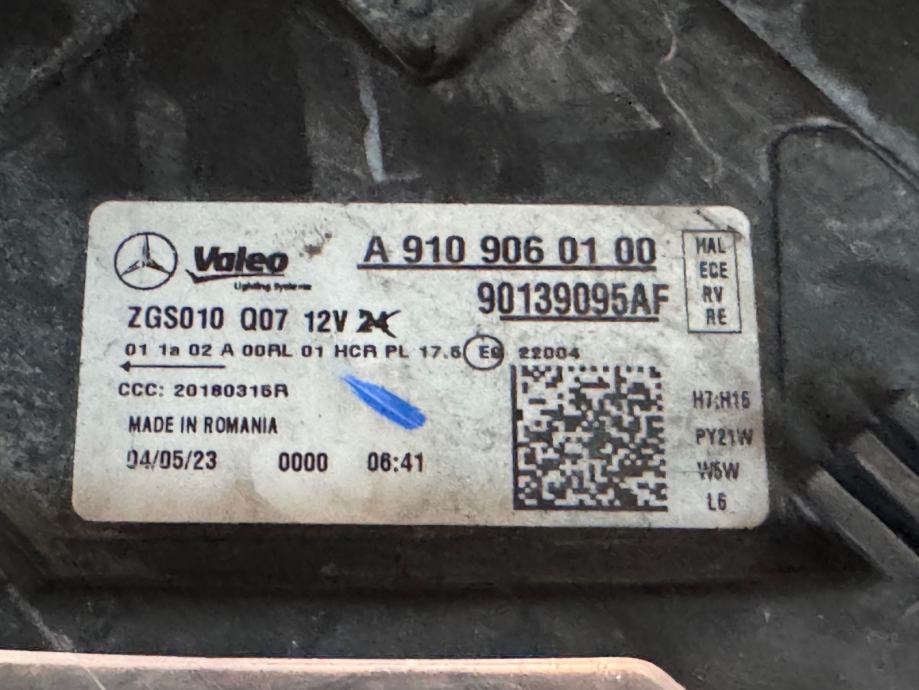 Valeo
Lighting Systems
A 910 906 01 00
90139095AF
HAL
ECE
RV
RE
ZGS010 Q07 12V
01 1a 02 A 00RL 01 HCR PL 17.5 E9 22004
CCC: 20180315R
MADE IN ROMANIA
04/05/23 0000 06:41
H7;H15
PY21W
W5W
L6